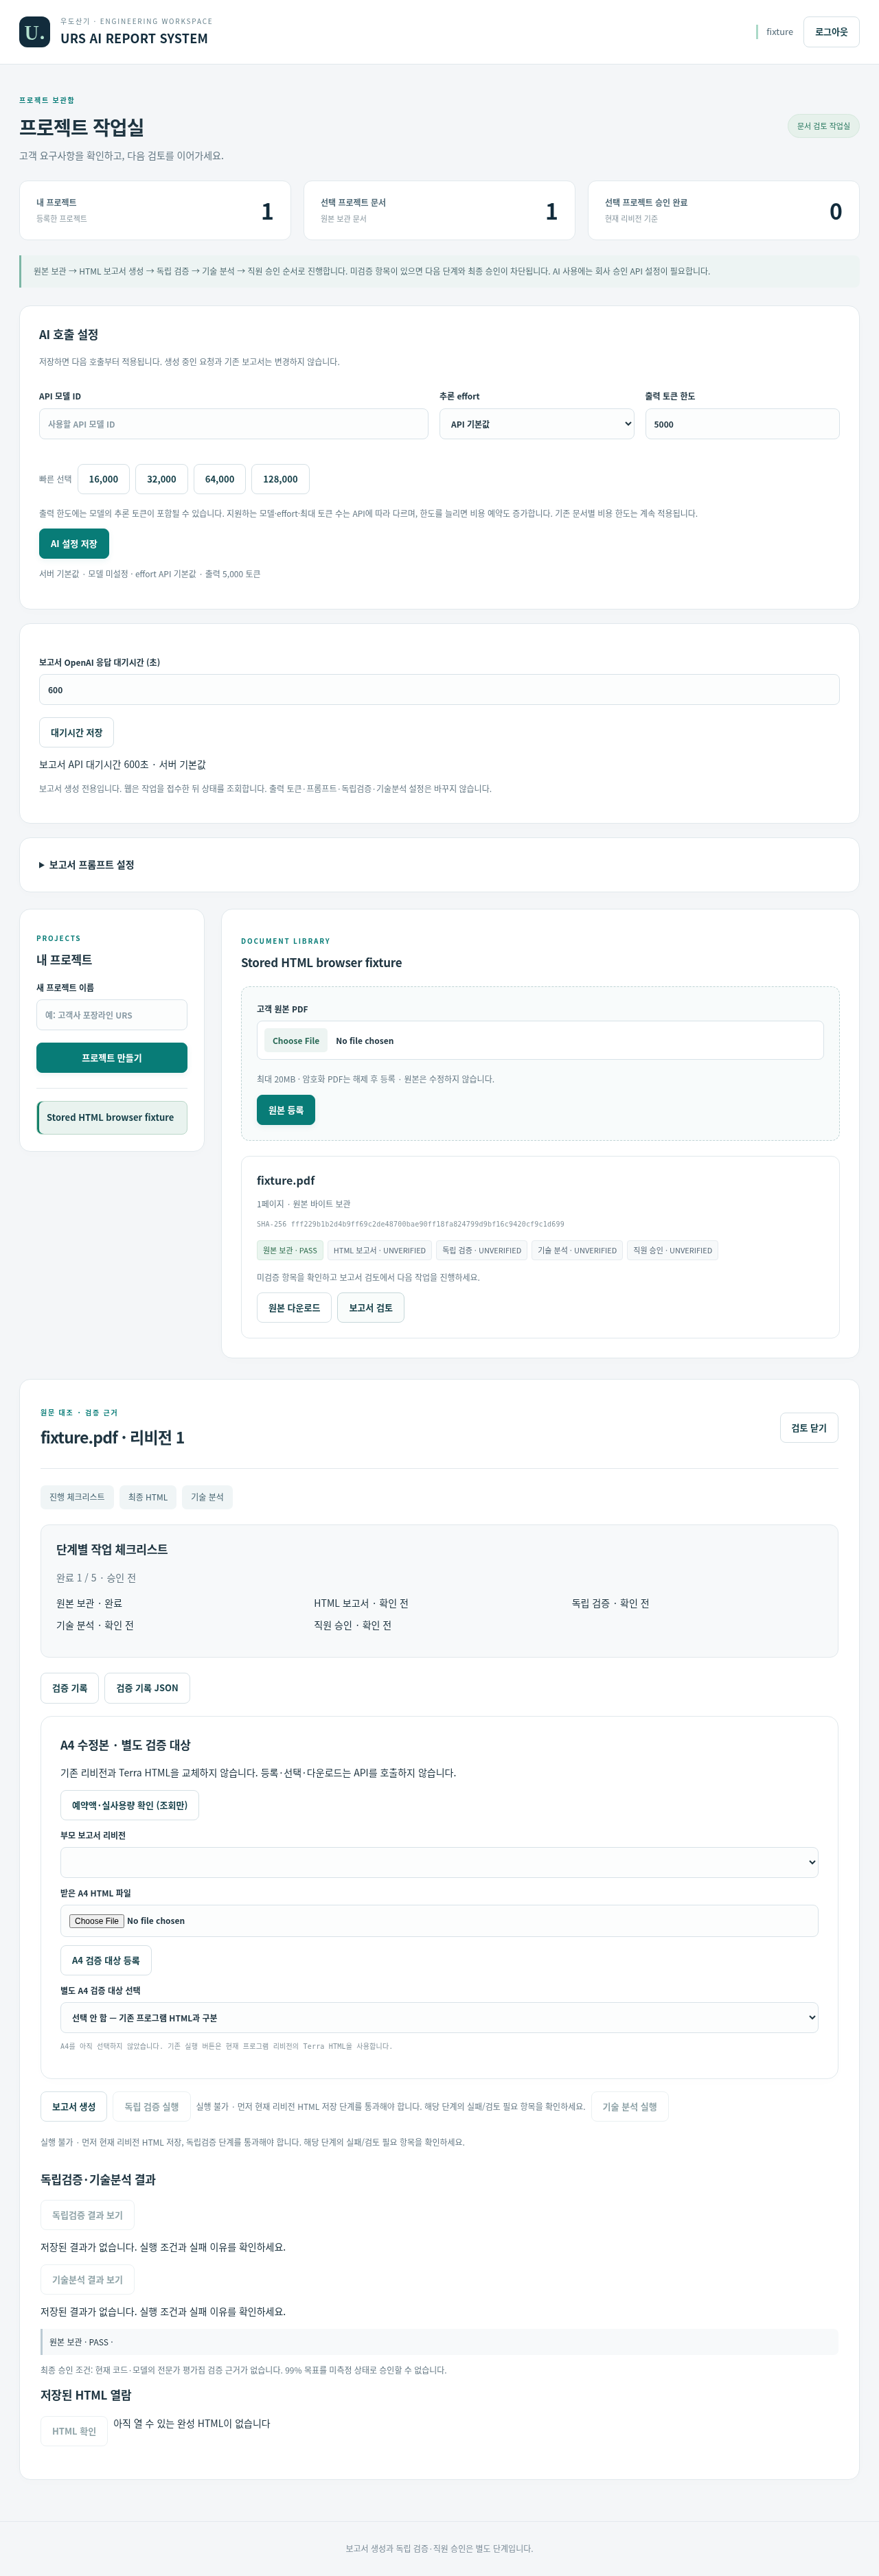 U.
우도산기 · ENGINEERING WORKSPACE
URS AI REPORT SYSTEM
fixture
로그아웃
프로젝트 보관함
프로젝트 작업실
고객 요구사항을 확인하고, 다음 검토를 이어가세요.
문서 검토 작업실
내 프로젝트
등록한 프로젝트
1
선택 프로젝트 문서
원본 보관 문서
1
선택 프로젝트 승인 완료
현재 리비전 기준
0
원본 보관 → HTML 보고서 생성 → 독립 검증 → 기술 분석 → 직원 승인 순서로 진행합니다. 미검증 항목이 있으면 다음 단계와 최종 승인이 차단됩니다. AI 사용에는 회사 승인 API 설정이 필요합니다.
AI 호출 설정
저장하면 다음 호출부터 적용됩니다. 생성 중인 요청과 기존 보고서는 변경하지 않습니다.
API 모델 ID
사용할 API 모델 ID
추론 effort
API 기본값
출력 토큰 한도
5000
빠른 선택
16,000
32,000
64,000
128,000
출력 한도에는 모델의 추론 토큰이 포함될 수 있습니다. 지원하는 모델·effort·최대 토큰 수는 API에 따라 다르며, 한도를 늘리면 비용 예약도 증가합니다. 기존 문서별 비용 한도는 계속 적용됩니다.
AI 설정 저장
서버 기본값 · 모델 미설정 · effort API 기본값 · 출력 5,000 토큰
보고서 OpenAI 응답 대기시간 (초)
600
대기시간 저장
보고서 API 대기시간 600초 · 서버 기본값
보고서 생성 전용입니다. 웹은 작업을 접수한 뒤 상태를 조회합니다. 출력 토큰·프롬프트·독립검증·기술분석 설정은 바꾸지 않습니다.
▶ 보고서 프롬프트 설정
PROJECTS
내 프로젝트
새 프로젝트 이름
예: 고객사 포장라인 URS
프로젝트 만들기
Stored HTML browser fixture
DOCUMENT LIBRARY
Stored HTML browser fixture
고객 원본 PDF
Choose File No file chosen
최대 20MB · 암호화 PDF는 해제 후 등록 · 원본은 수정하지 않습니다.
원본 등록
fixture.pdf
1페이지 · 원본 바이트 보관
SHA-256 fff229b1b2d4b9ff69c2de48700bae90ff18fa824799d9bf16c9420cf9c1d699
원본 보관 · PASS
HTML 보고서 · UNVERIFIED
독립 검증 · UNVERIFIED
기술 분석 · UNVERIFIED
직원 승인 · UNVERIFIED
미검증 항목을 확인하고 보고서 검토에서 다음 작업을 진행하세요.
원본 다운로드
보고서 검토
원문 대조 · 검증 근거
fixture.pdf · 리비전 1
검토 닫기
진행 체크리스트
최종 HTML
기술 분석
단계별 작업 체크리스트
완료 1 / 5 · 승인 전
원본 보관 · 완료
HTML 보고서 · 확인 전
독립 검증 · 확인 전
기술 분석 · 확인 전
직원 승인 · 확인 전
검증 기록
검증 기록 JSON
A4 수정본 · 별도 검증 대상
기존 리비전과 Terra HTML을 교체하지 않습니다. 등록·선택·다운로드는 API를 호출하지 않습니다.
예약액·실사용량 확인 (조회만)
부모 보고서 리비전
받은 A4 HTML 파일
Choose File No file chosen
A4 검증 대상 등록
별도 A4 검증 대상 선택
선택 안 함 — 기존 프로그램 HTML과 구분
A4를 아직 선택하지 않았습니다. 기존 실행 버튼은 현재 프로그램 리비전의 Terra HTML을 사용합니다.
보고서 생성
독립 검증 실행
실행 불가 · 먼저 현재 리비전 HTML 저장 단계를 통과해야 합니다. 해당 단계의 실패/검토 필요 항목을 확인하세요.
기술 분석 실행
실행 불가 · 먼저 현재 리비전 HTML 저장, 독립검증 단계를 통과해야 합니다. 해당 단계의 실패/검토 필요 항목을 확인하세요.
독립검증·기술분석 결과
독립검증 결과 보기
저장된 결과가 없습니다. 실행 조건과 실패 이유를 확인하세요.
기술분석 결과 보기
저장된 결과가 없습니다. 실행 조건과 실패 이유를 확인하세요.
원본 보관 · PASS ·
최종 승인 조건: 현재 코드·모델의 전문가 평가집 검증 근거가 없습니다. 99% 목표를 미측정 상태로 승인할 수 없습니다.
저장된 HTML 열람
HTML 확인
아직 열 수 있는 완성 HTML이 없습니다
보고서 생성과 독립 검증·직원 승인은 별도 단계입니다.